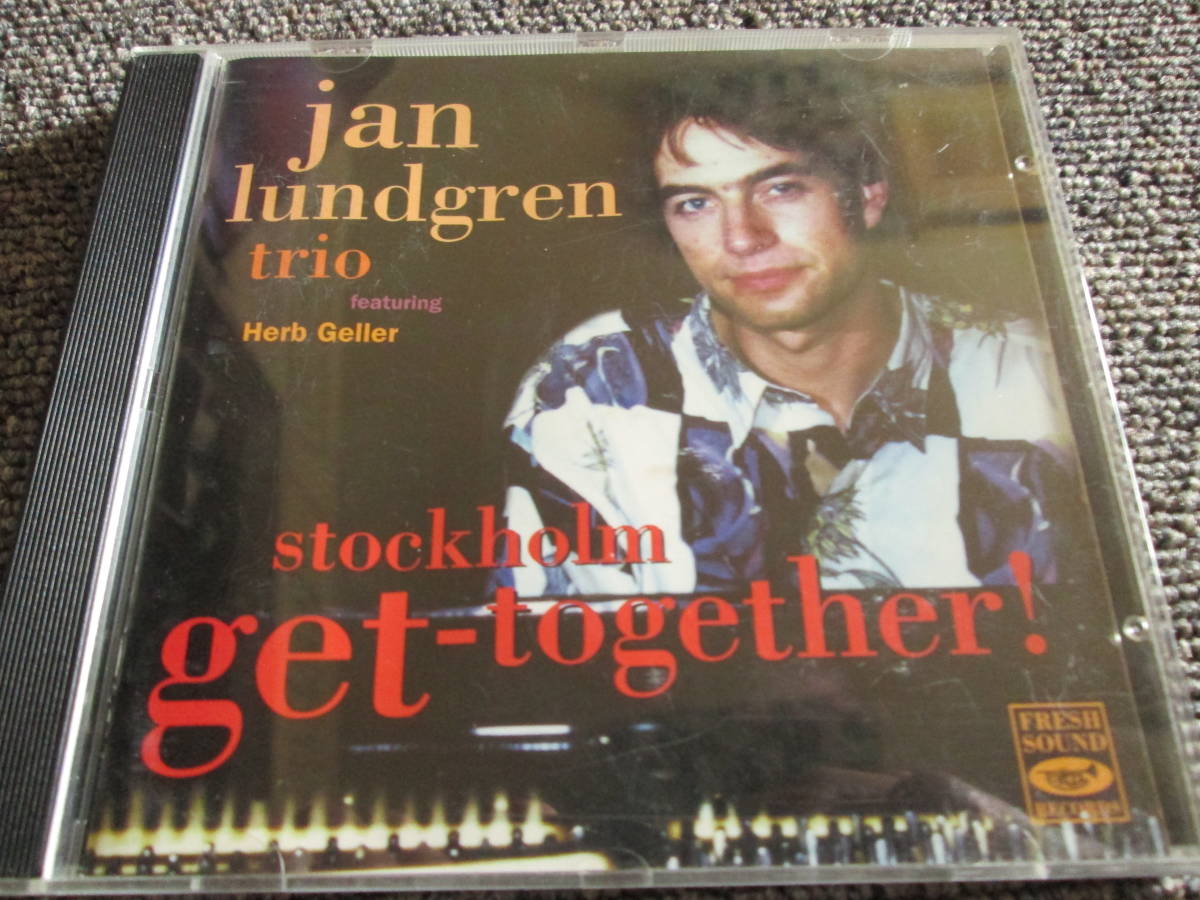 jan
lundgren
trio
featuring
Herb Geller
stockholm
get-together!
FRESH
SOUND
RECORDS